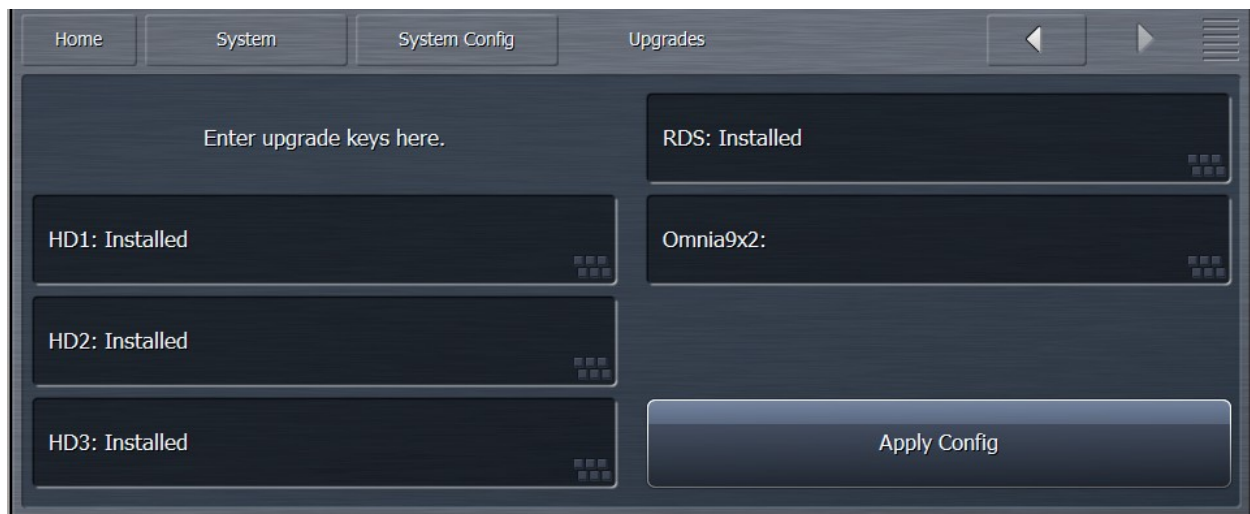 Home
System
System Config
Upgrades
Enter upgrade keys here.
RDS: Installed
HD1: Installed
Omnia9x2:
HD2: Installed
HD3: Installed
Apply Config